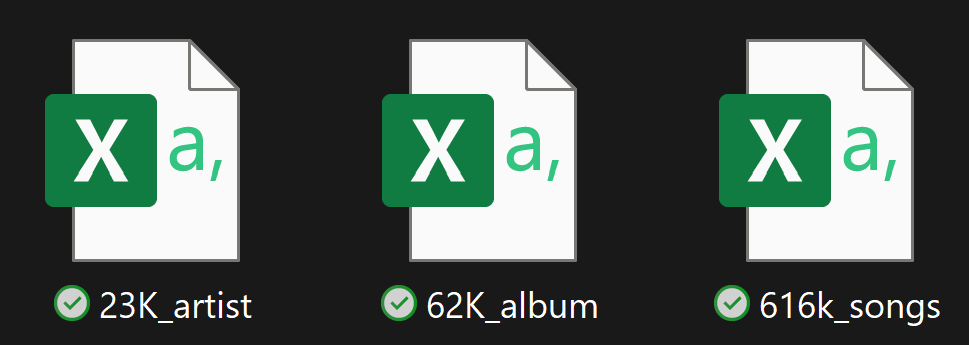 X a, X a, X a,
23K_artist 62K_album 616k_songs